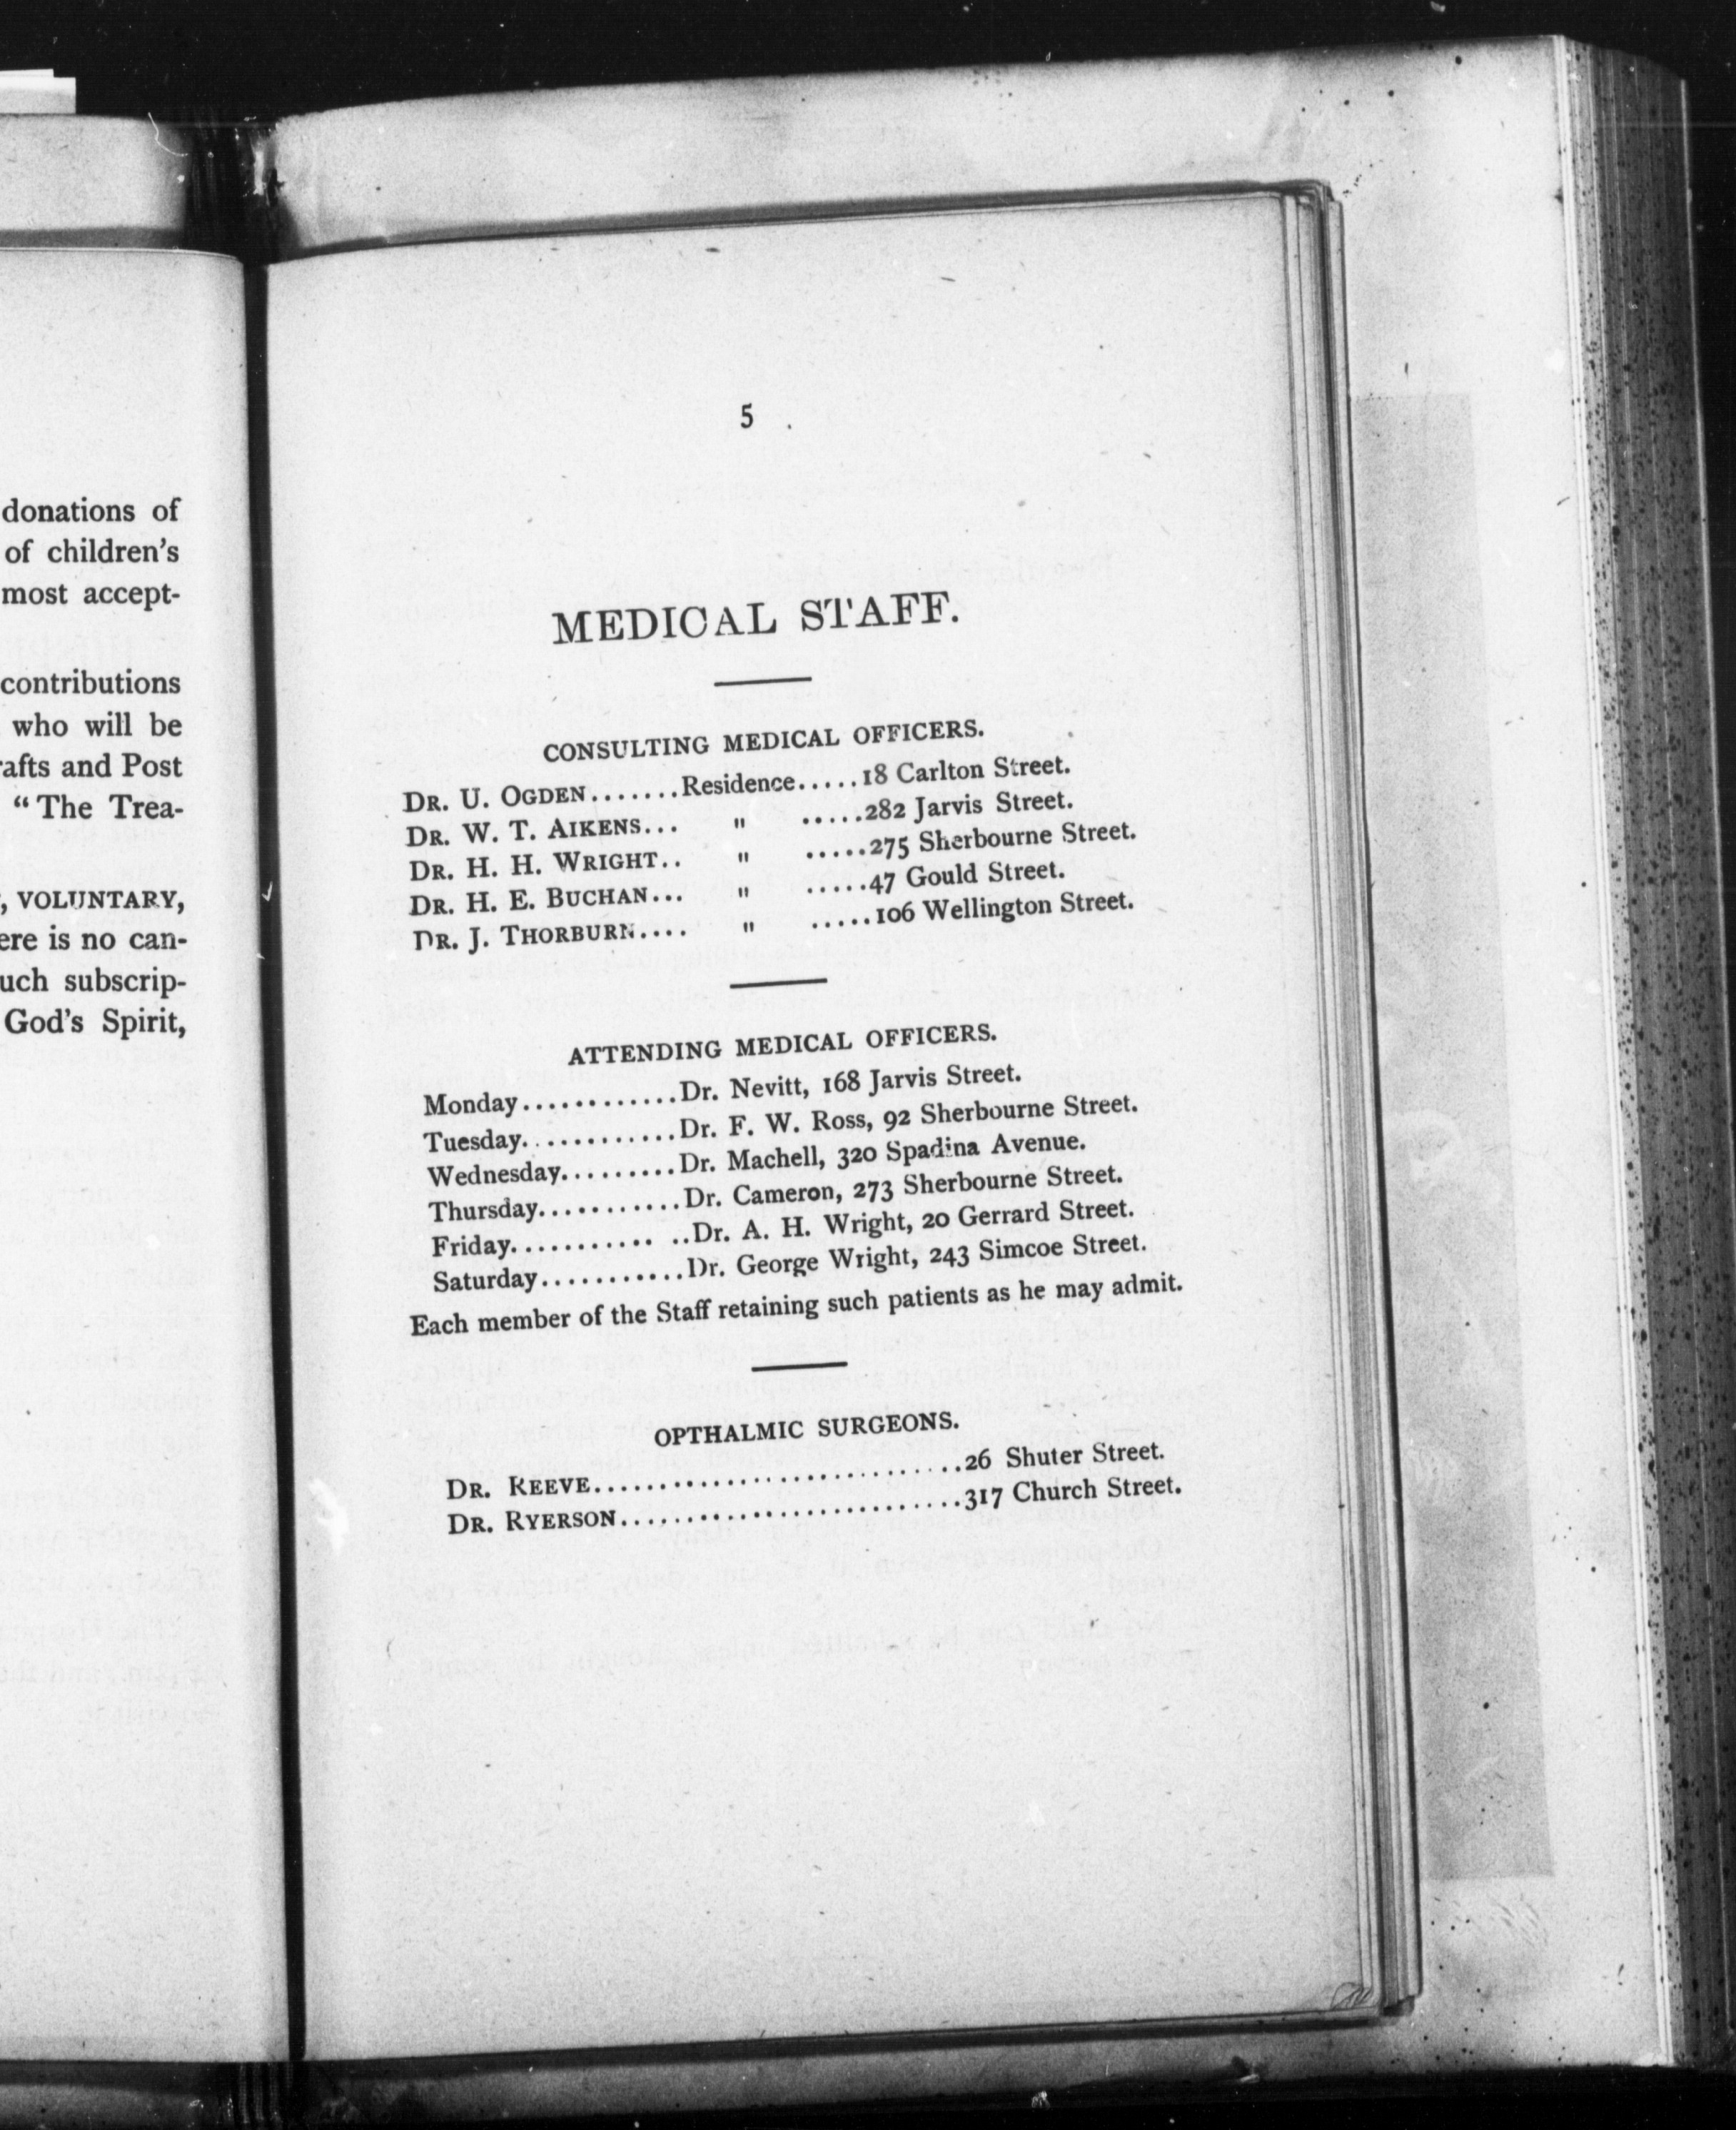 donations of
of children's
most accept-
contributions
who will be
rafts and Post
"The Trea-
, VOLUNTARY,
ere is no can-
uch subscrip-
God's Spirit,
5
MEDICAL STAFF.
CONSULTING MEDICAL OFFICERS.
DR. U. OGDEN.......Residence.....18 Carlton Street.
DR. W. T. AIKENS... " .....282 Jarvis Street.
DR. H. H. WRIGHT.. " .....275 Sherbourne Street.
DR. H. E. BUCHAN... " .....47 Gould Street.
DR. J. THORBURN.... " .....106 Wellington Street.
ATTENDING MEDICAL OFFICERS.
Monday............Dr. Nevitt, 168 Jarvis Street.
Tuesday............Dr. F. W. Ross, 92 Sherbourne Street.
Wednesday.........Dr. Machell, 320 Spadina Avenue.
Thursday...........Dr. Cameron, 273 Sherbourne Street.
Friday........... ..Dr. A. H. Wright, 20 Gerrard Street.
Saturday...........Dr. George Wright, 243 Simcoe Street.
Each member of the Staff retaining such patients as he may admit.
OPTHALMIC SURGEONS.
DR. REEVE............................26 Shuter Street.
DR. RYERSON..........................317 Church Street.